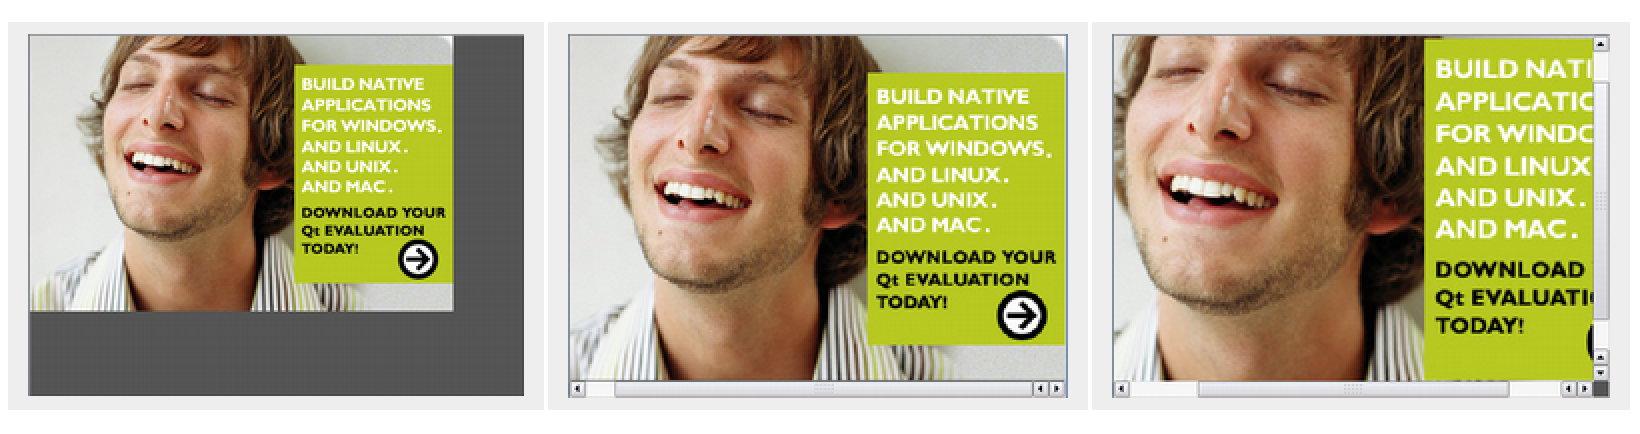 BUILD NATIVE
APPLICATIONS
FOR WINDOWS.
AND LINUX.
AND UNIX.
AND MAC.
DOWNLOAD YOUR
Qt EVALUATION
TODAY!
BUILD NATIVE
APPLICATIONS
FOR WINDOWS.
AND LINUX.
AND UNIX.
AND MAC.
DOWNLOAD YOUR
Qt EVALUATION
TODAY!
BUILD NATI
APPLICATIO
FOR WINDO
AND LINUX
AND UNIX.
AND MAC.
DOWNLOAD
Qt EVALUATI
TODAY!